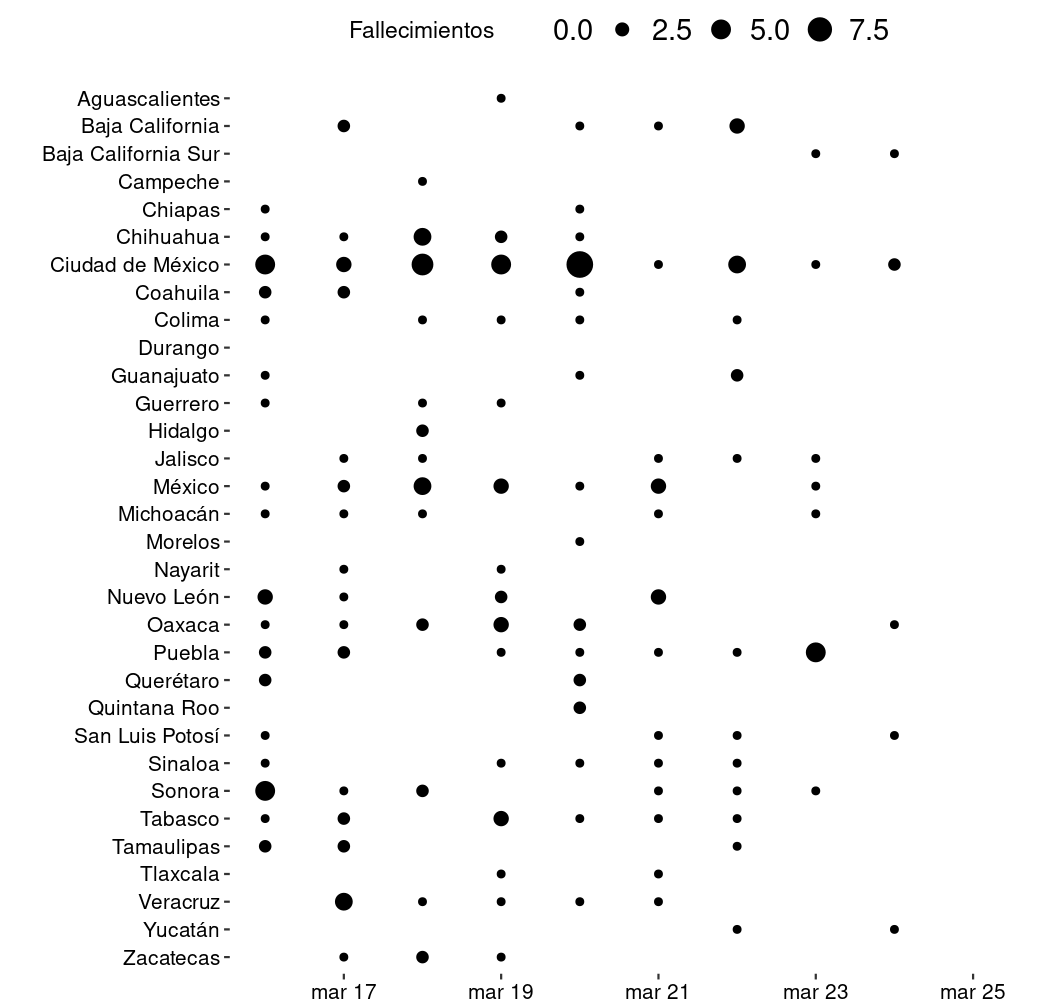 Fallecimientos 0.0 2.5 5.0 7.5
Aguascalientes
Baja California
Baja California Sur
Campeche
Chiapas
Chihuahua
Ciudad de México
Coahuila
Colima
Durango
Guanajuato
Guerrero
Hidalgo
Jalisco
México
Michoacán
Morelos
Nayarit
Nuevo León
Oaxaca
Puebla
Querétaro
Quintana Roo
San Luis Potosí
Sinaloa
Sonora
Tabasco
Tamaulipas
Tlaxcala
Veracruz
Yucatán
Zacatecas
mar 17 mar 19 mar 21 mar 23 mar 25